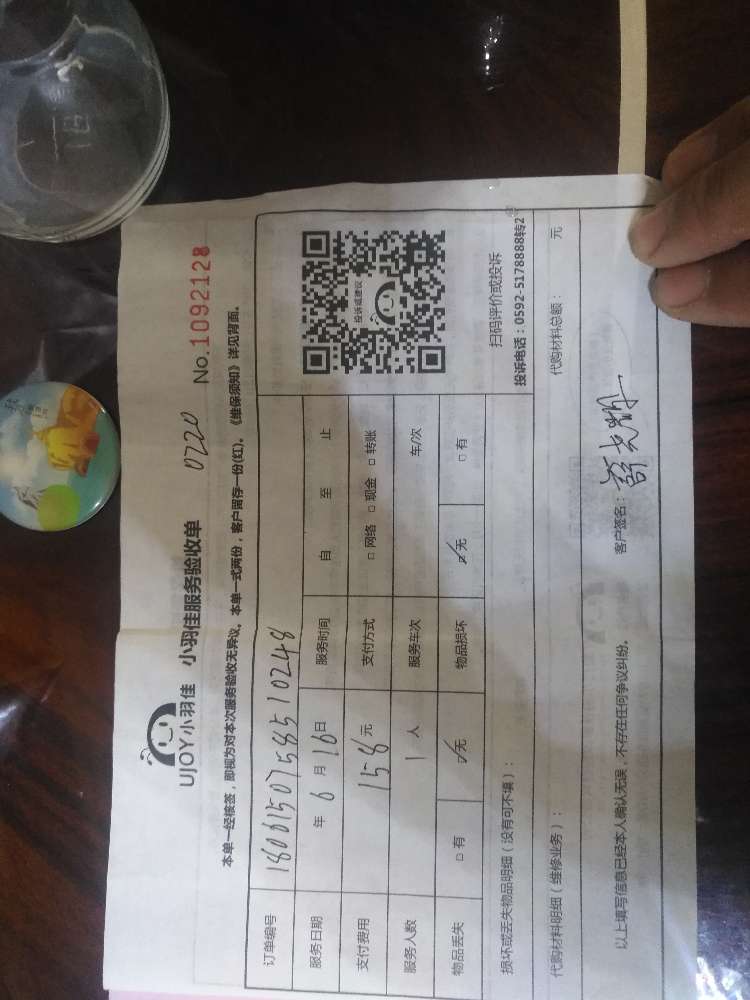 UJOY小羽佳 小羽佳服务验收单 0220 No.1092128
本单一经核签，即视为对本次服务验收无异议。本单一式两份，客户留存一份(红)。《维保须知》详见背面。
订单编号 1806150758510248
服务日期 年 6 月 16 日 服务时间 自 至 止
支付费用 158 元 支付方式 □ 网络 □ 现金 □ 转账
服务人数 1 人 服务车次 车/次
物品丢失 □ 有 ☑无 物品损坏 ☑无 □ 有
投诉或建议
扫码评价或投诉
投诉电话：0592-5178888转2
损坏或丢失物品明细（没有可不填）：
代购材料明细（维修业务）： 代购材料总额： 元
以上填写信息已经本人确认无误，不存在任何争议纠纷。 客户签名：